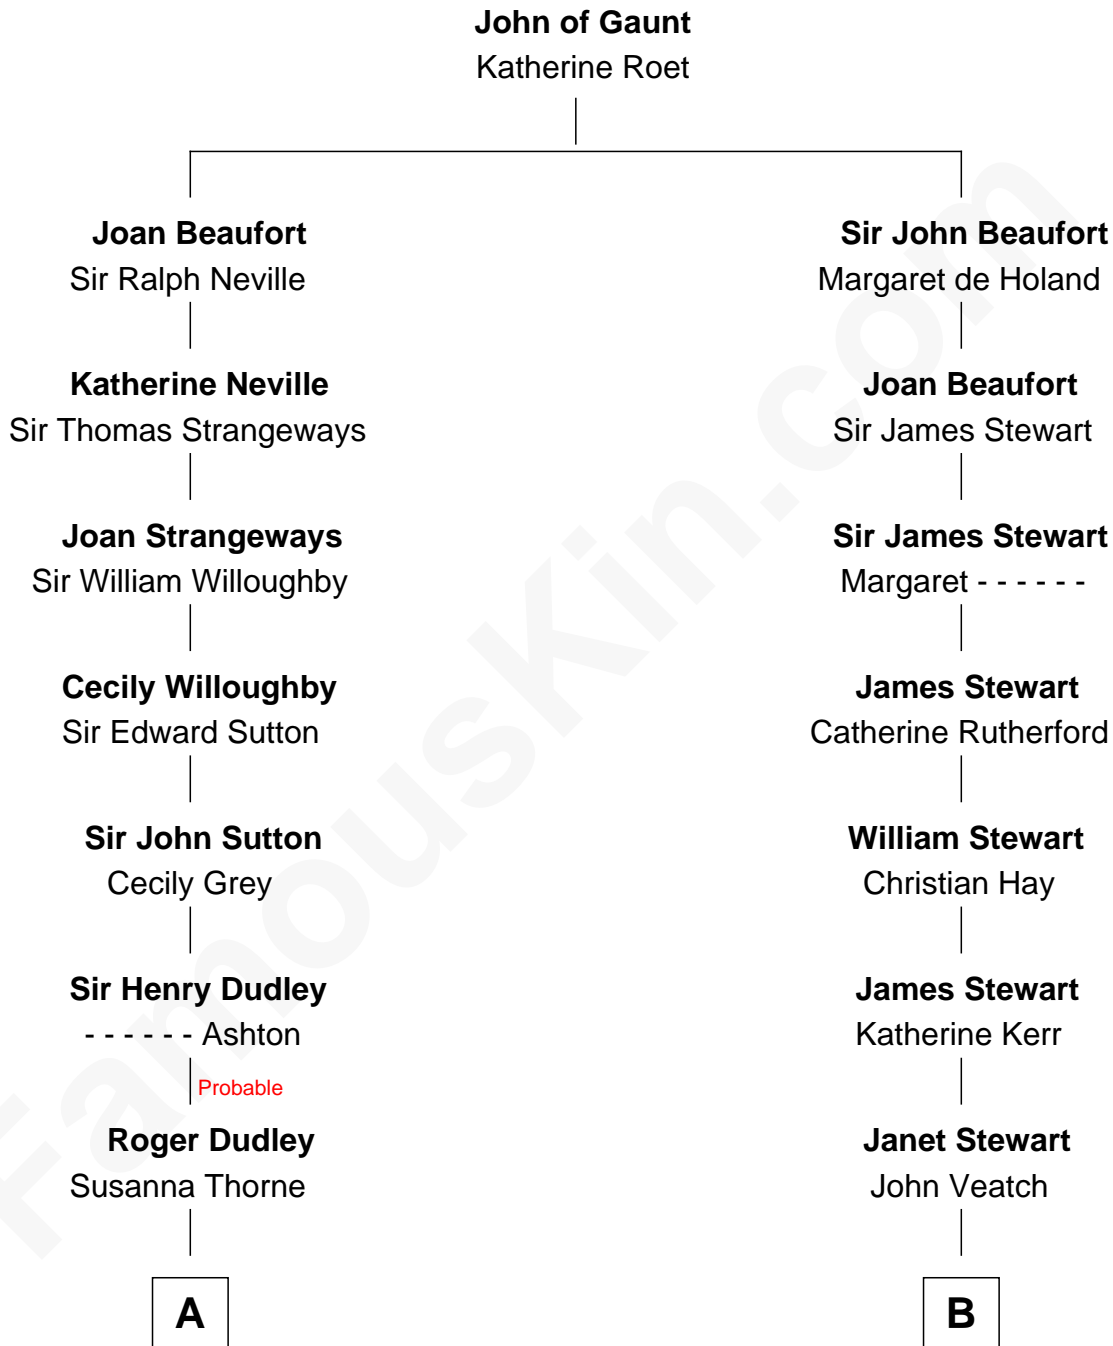 John of Gaunt
Katherine Roet
Joan Beaufort
Sir Ralph Neville
Sir John Beaufort
Margaret de Holand
Katherine Neville
Sir Thomas Strangeways
Joan Beaufort
Sir James Stewart
Joan Strangeways
Sir William Willoughby
Sir James Stewart
Margaret - - - - - -
Cecily Willoughby
Sir Edward Sutton
James Stewart
Catherine Rutherford
Sir John Sutton
Cecily Grey
William Stewart
Christian Hay
Sir Henry Dudley
- - - - - - Ashton
James Stewart
Katherine Kerr
Probable
Roger Dudley
Susanna Thorne
Janet Stewart
John Veatch
A
B
FamousKin.com